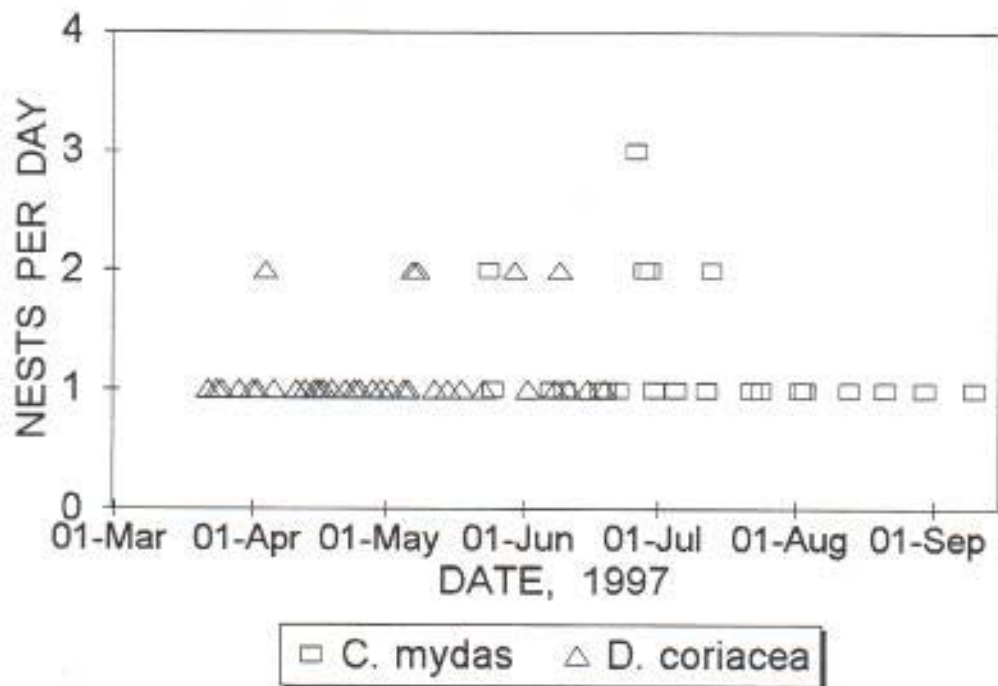 4
3
2
1
0
NESTS PER DAY
01-Mar 01-Apr 01-May 01-Jun 01-Jul 01-Aug 01-Sep
DATE, 1997
C. mydas D. coriacea